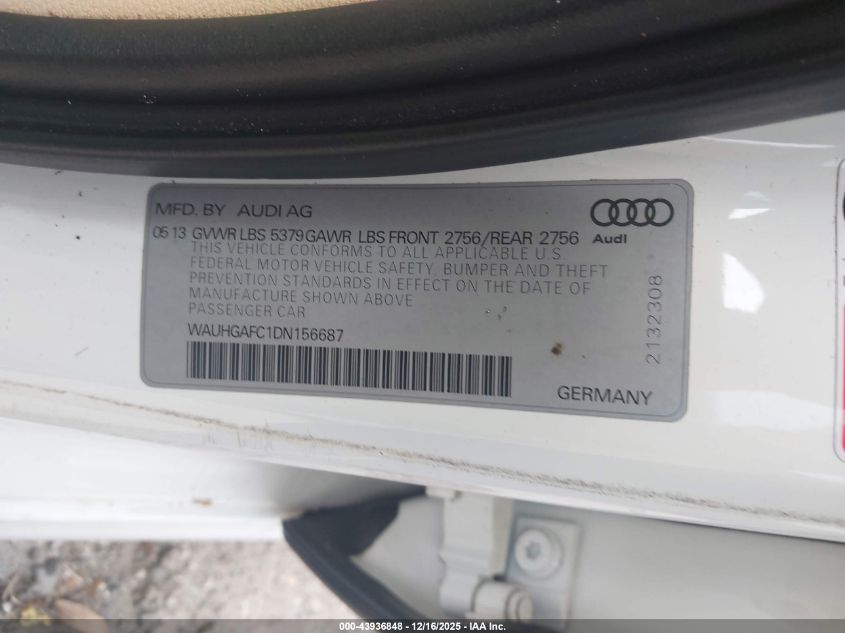 MFD. BY AUDI AG
05 13 GVWR LBS 5379 GAWR LBS FRONT 2756/REAR 2756
Audi
THIS VEHICLE CONFORMS TO ALL APPLICABLE U.S.
FEDERAL MOTOR VEHICLE SAFETY, BUMPER AND THEFT
PREVENTION STANDARDS IN EFFECT ON THE DATE OF
MANUFACTURE SHOWN ABOVE
PASSENGER CAR
WAUHGAFC1DN156687
2132308
GERMANY
000-43936848 - 12/16/2025 - IAA Inc.